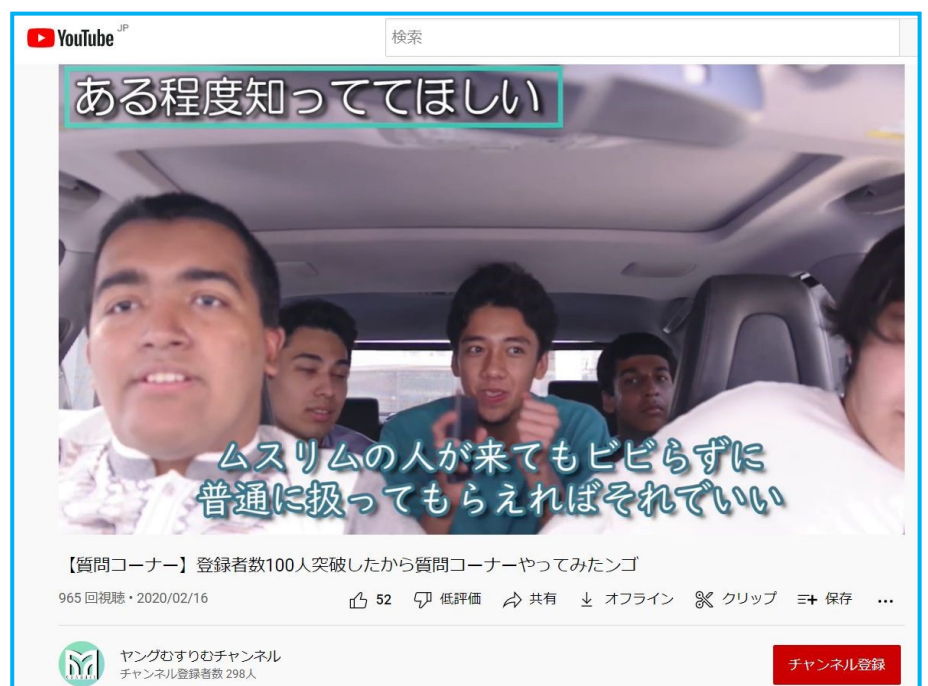 YouTube JP
検索
ある程度知っててほしい
ムスリムの人が来てもビビらずに
普通に扱ってもらえればそれでいい
【質問コーナー】登録者数100人突破したから質問コーナーやってみたンゴ
965 回視聴・2020/02/16 52 低評価 共有 オフライン クリップ 保存 …
ヤングむすりむチャンネル
チャンネル登録者数 298人
チャンネル登録